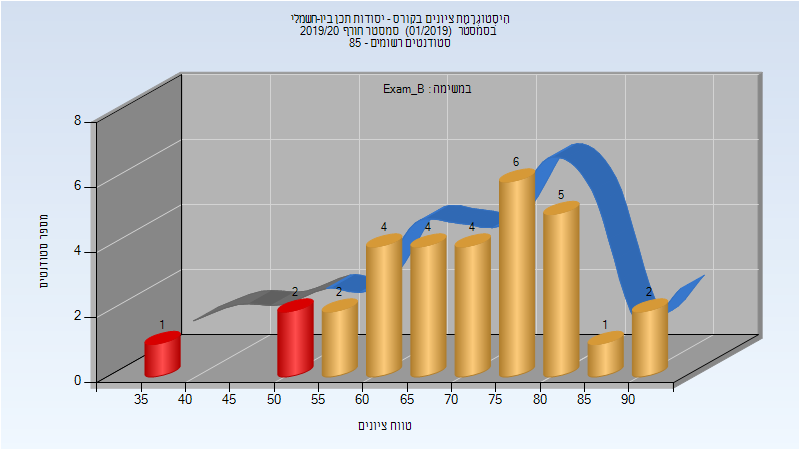 היסטוגרמת ציונים בקורס - יסודות תכן ביו-חשמלי
בסמסטר (01/2019) סמסטר חורף 2019/20
סטודנטים רשומים - 85
במשימה : Exam_B
מספר סטודנטים
8
6
4
2
0
1
2
2
4
4
4
6
5
1
2
35 40 45 50 55 60 65 70 75 80 85 90
טווח ציונים